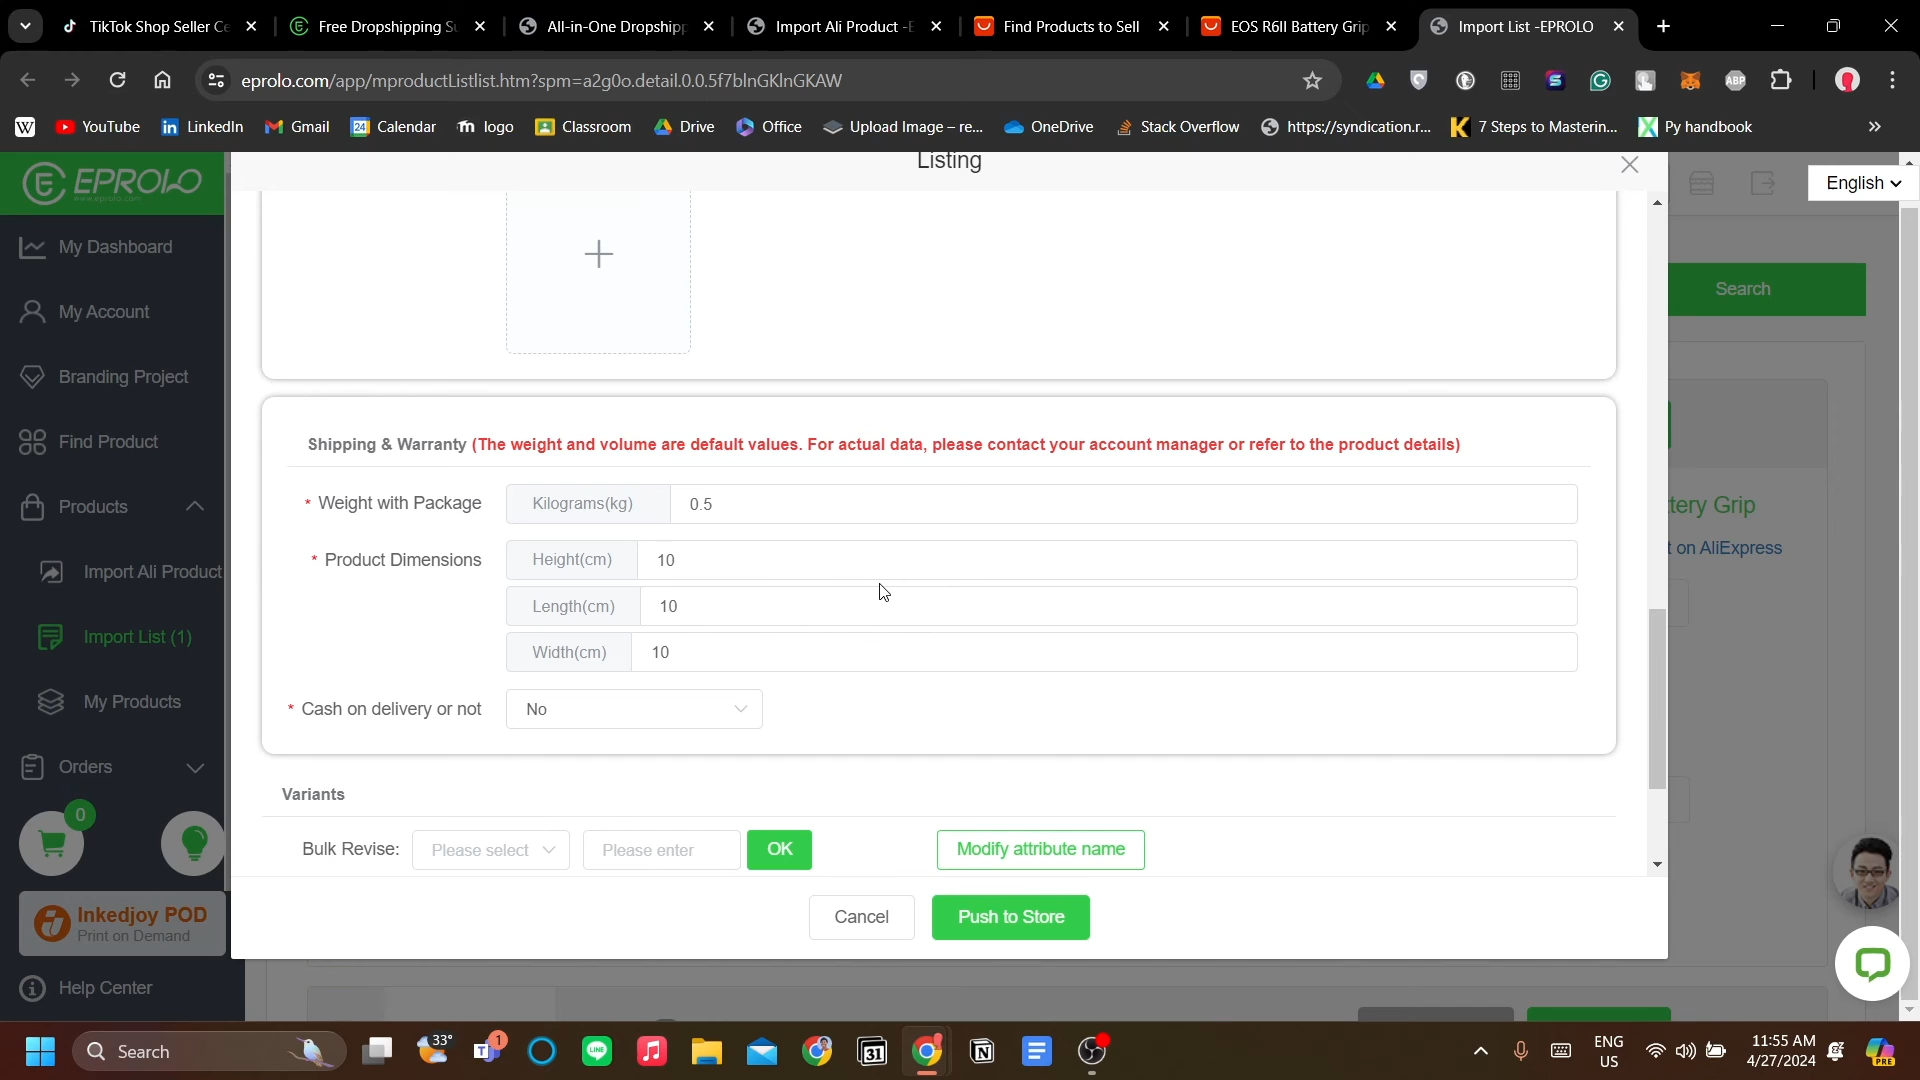 TikTok Shop Seller Ce
Free Dropshipping Su
All-in-One Dropshipp
Import Ali Product -E
Find Products to Sell
EOS R6II Battery Grip
Import List -EPROLO
eprolo.com/app/mproductListlist.htm?spm=a2g0o.detail.0.0.5f7blnGKlnGKAW
YouTube
LinkedIn
Gmail
Calendar
logo
Classroom
Drive
Office
Upload Image – re...
OneDrive
Stack Overflow
https://syndication.r...
7 Steps to Masterin...
Py handbook
EPROLO
www.eprolo.com
Listing
English
My Dashboard
My Account
Branding Project
Find Product
Products
Import Ali Product
Import List (1)
My Products
Orders
0
Inkedjoy POD
Print on Demand
Help Center
Search
tery Grip
t on AliExpress
Shipping & Warranty (The weight and volume are default values. For actual data, please contact your account manager or refer to the product details)
* Weight with Package Kilograms(kg) 0.5
* Product Dimensions Height(cm) 10
Length(cm) 10
Width(cm) 10
* Cash on delivery or not No
Variants
Bulk Revise: Please select Please enter OK Modify attribute name
Cancel Push to Store
Search
33°
1
31
ENG
US
11:55 AM
4/27/2024
PRE